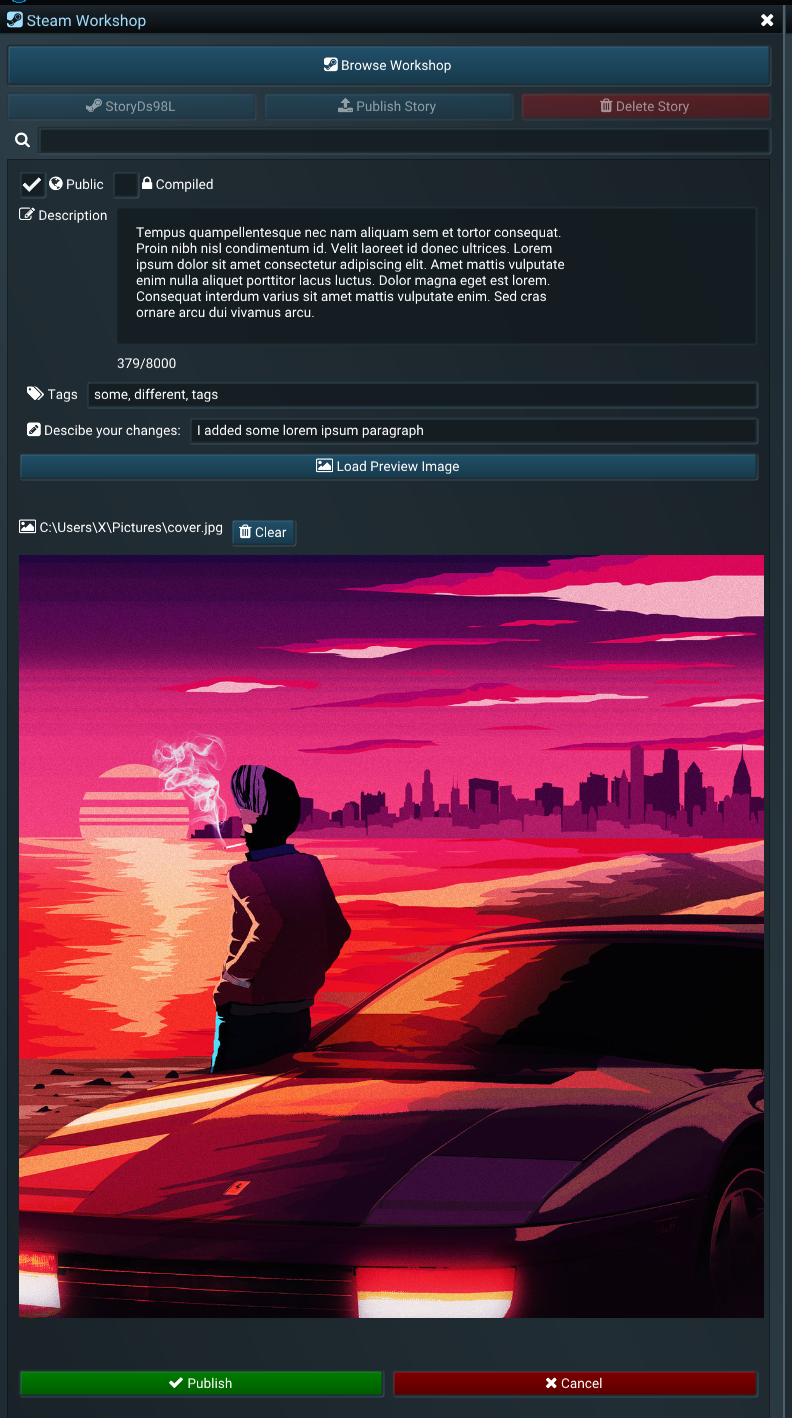 Steam Workshop
Browse Workshop
StoryDs98L
Publish Story
Delete Story
Public
Compiled
Description
Tempus quampellentesque nec nam aliquam sem et tortor consequat.
Proin nibh nisl condimentum id. Velit laoreet id donec ultrices. Lorem
ipsum dolor sit amet consectetur adipiscing elit. Amet mattis vulputate
enim nulla aliquet porttitor lacus luctus. Dolor magna eget est lorem.
Consequat interdum varius sit amet mattis vulputate enim. Sed cras
ornare arcu dui vivamus arcu.
379/8000
Tags
some, different, tags
Descibe your changes:
I added some lorem ipsum paragraph
Load Preview Image
C:\Users\X\Pictures\cover.jpg
Clear
Publish
Cancel